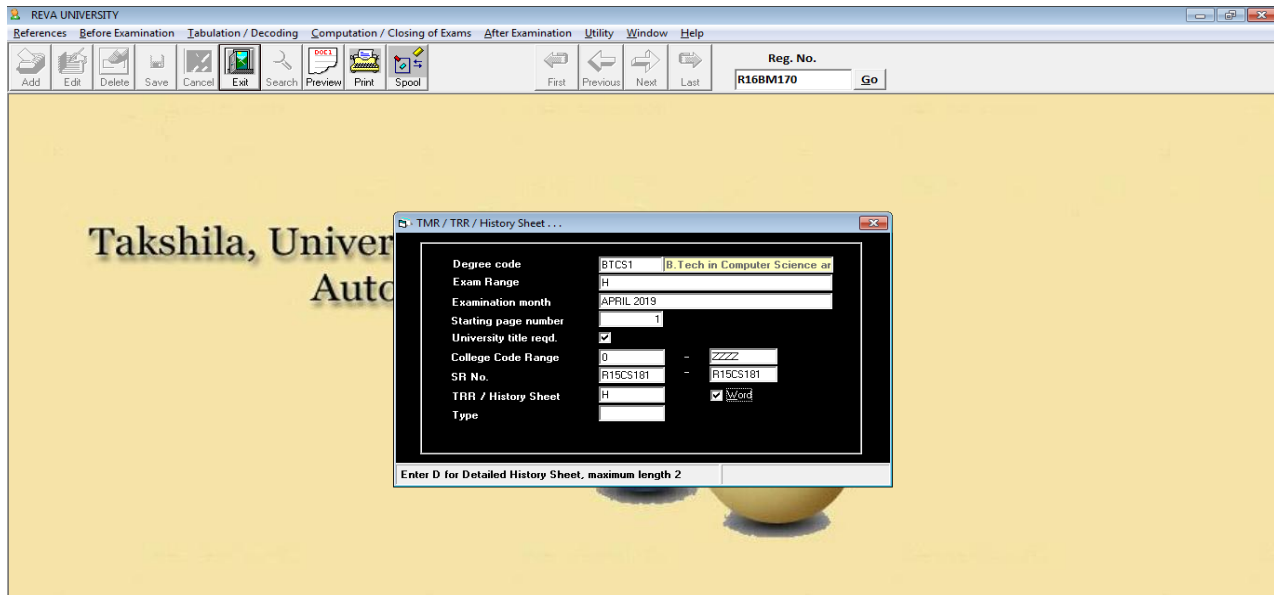 REVA UNIVERSITY
References Before Examination Tabulation / Decoding Computation / Closing of Exams After Examination Utility Window Help
DOC1
Add Edit Delete Save Cancel Exit Search Preview Print Spool First Previous Next Last
Reg. No.
R16BM170 Go
Takshila, Univer
Auto
TMR / TRR / History Sheet . . .
Degree code BTCS1 B.Tech in Computer Science ar
Exam Range H
Examination month APRIL 2019
Starting page number 1
University title reqd.
College Code Range 0 - ZZZZ
SR No. R15CS181 - R15CS181
TRR / History Sheet H Word
Type
Enter D for Detailed History Sheet, maximum length 2